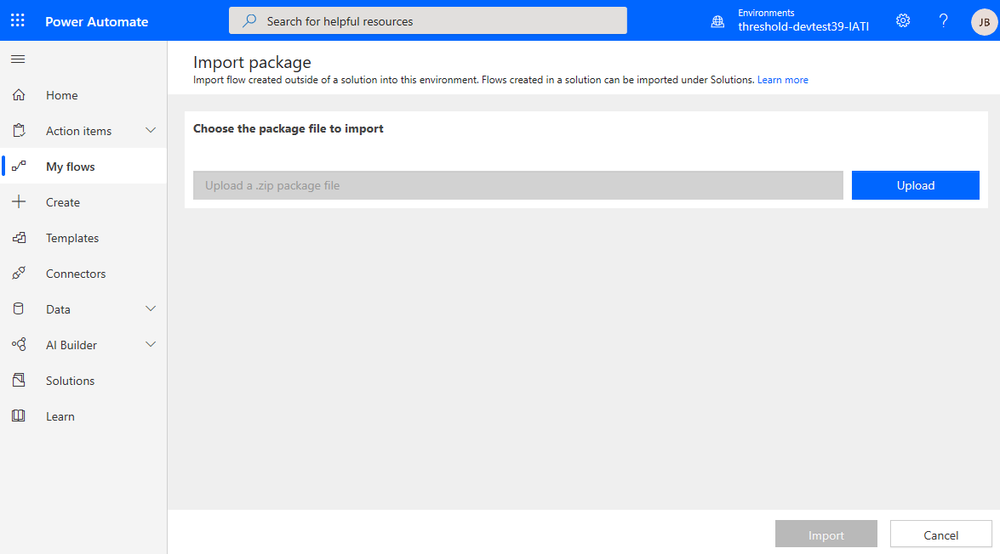 Power Automate
Search for helpful resources
Environments
threshold-devtest39-IATI
?
JB
Home
Action items
My flows
Create
Templates
Connectors
Data
AI Builder
Solutions
Learn
Import package
Import flow created outside of a solution into this environment. Flows created in a solution can be imported under Solutions. Learn more
Choose the package file to import
Upload a .zip package file
Upload
Import
Cancel